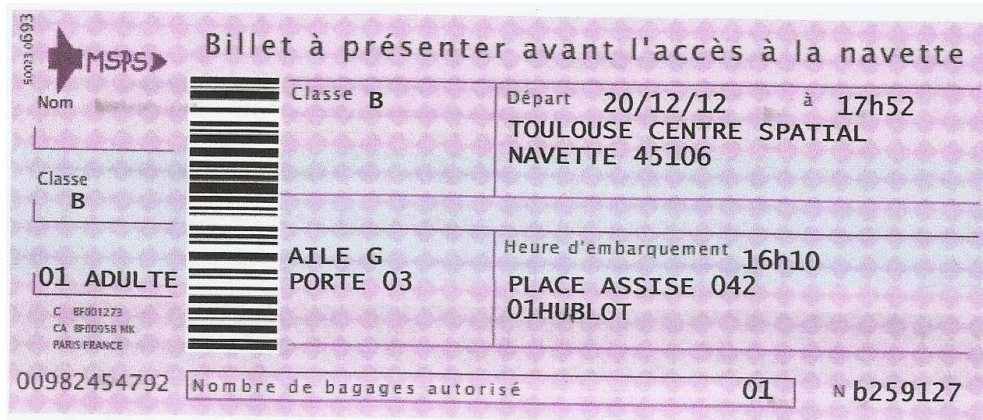 50023 0693
MSPS
Billet à présenter avant l'accès à la navette
Nom
Classe
B
01 ADULTE
C BF001273
CA BF00958 MK
PARIS FRANCE
00982454792
Classe B
Départ 20/12/12 à 17h52
TOULOUSE CENTRE SPATIAL
NAVETTE 45106
AILE G
PORTE 03
Heure d'embarquement 16h10
PLACE ASSISE 042
01HUBLOT
Nombre de bagages autorisé 01
N b259127